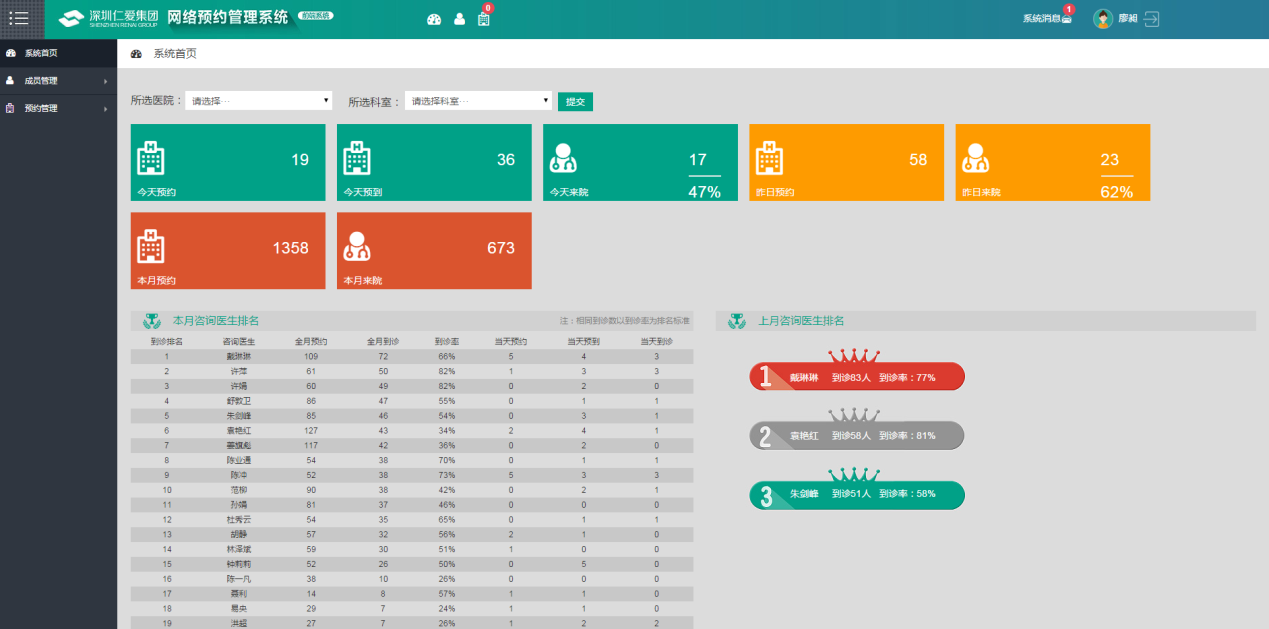 深圳仁爱集团 网络预约管理系统 前端系统 0 系统消息 1 廖昶
SHENZHEN RENAI GROUP
系统首页
成员管理
预约管理
系统首页
所选医院： 请选择… 所选科室： 请选择科室… 提交
19
今天预约
36
今天预到
17
47%
今天来院
58
昨日预约
23
62%
昨日来院
1358
本月预约
673
本月来院
本月咨询医生排名 注：相同到诊数以到诊率为排名标准
到诊排名 咨询医生 全月预约 全月到诊 到诊率 当天预约 当天预到 当天到诊
1 戴琳琳 109 72 66% 5 4 3
2 许萍 61 50 82% 1 3 3
3 许娟 60 49 82% 0 2 0
4 舒数卫 86 47 55% 0 1 1
5 朱剑峰 85 46 54% 0 3 1
6 袁艳红 127 43 34% 2 4 1
7 姜旗彪 117 42 36% 0 2 0
8 陈业通 54 38 70% 0 1 1
9 陈冲 52 38 73% 5 3 3
10 范柳 90 38 42% 0 2 1
11 孙娟 81 37 46% 0 0 0
12 杜秀云 54 35 65% 0 1 1
13 胡静 57 32 56% 2 1 0
14 林泽斌 59 30 51% 1 0 0
15 钟莉莉 52 26 50% 0 5 0
16 陈一凡 38 10 26% 0 0 0
17 聂利 14 8 57% 1 1 0
18 易央 29 7 24% 1 1 0
19 洪超 27 7 26% 1 2 2
上月咨询医生排名
1 戴琳琳 到诊83人 到诊率：77%
2 袁艳红 到诊58人 到诊率：81%
3 朱剑峰 到诊51人 到诊率：58%